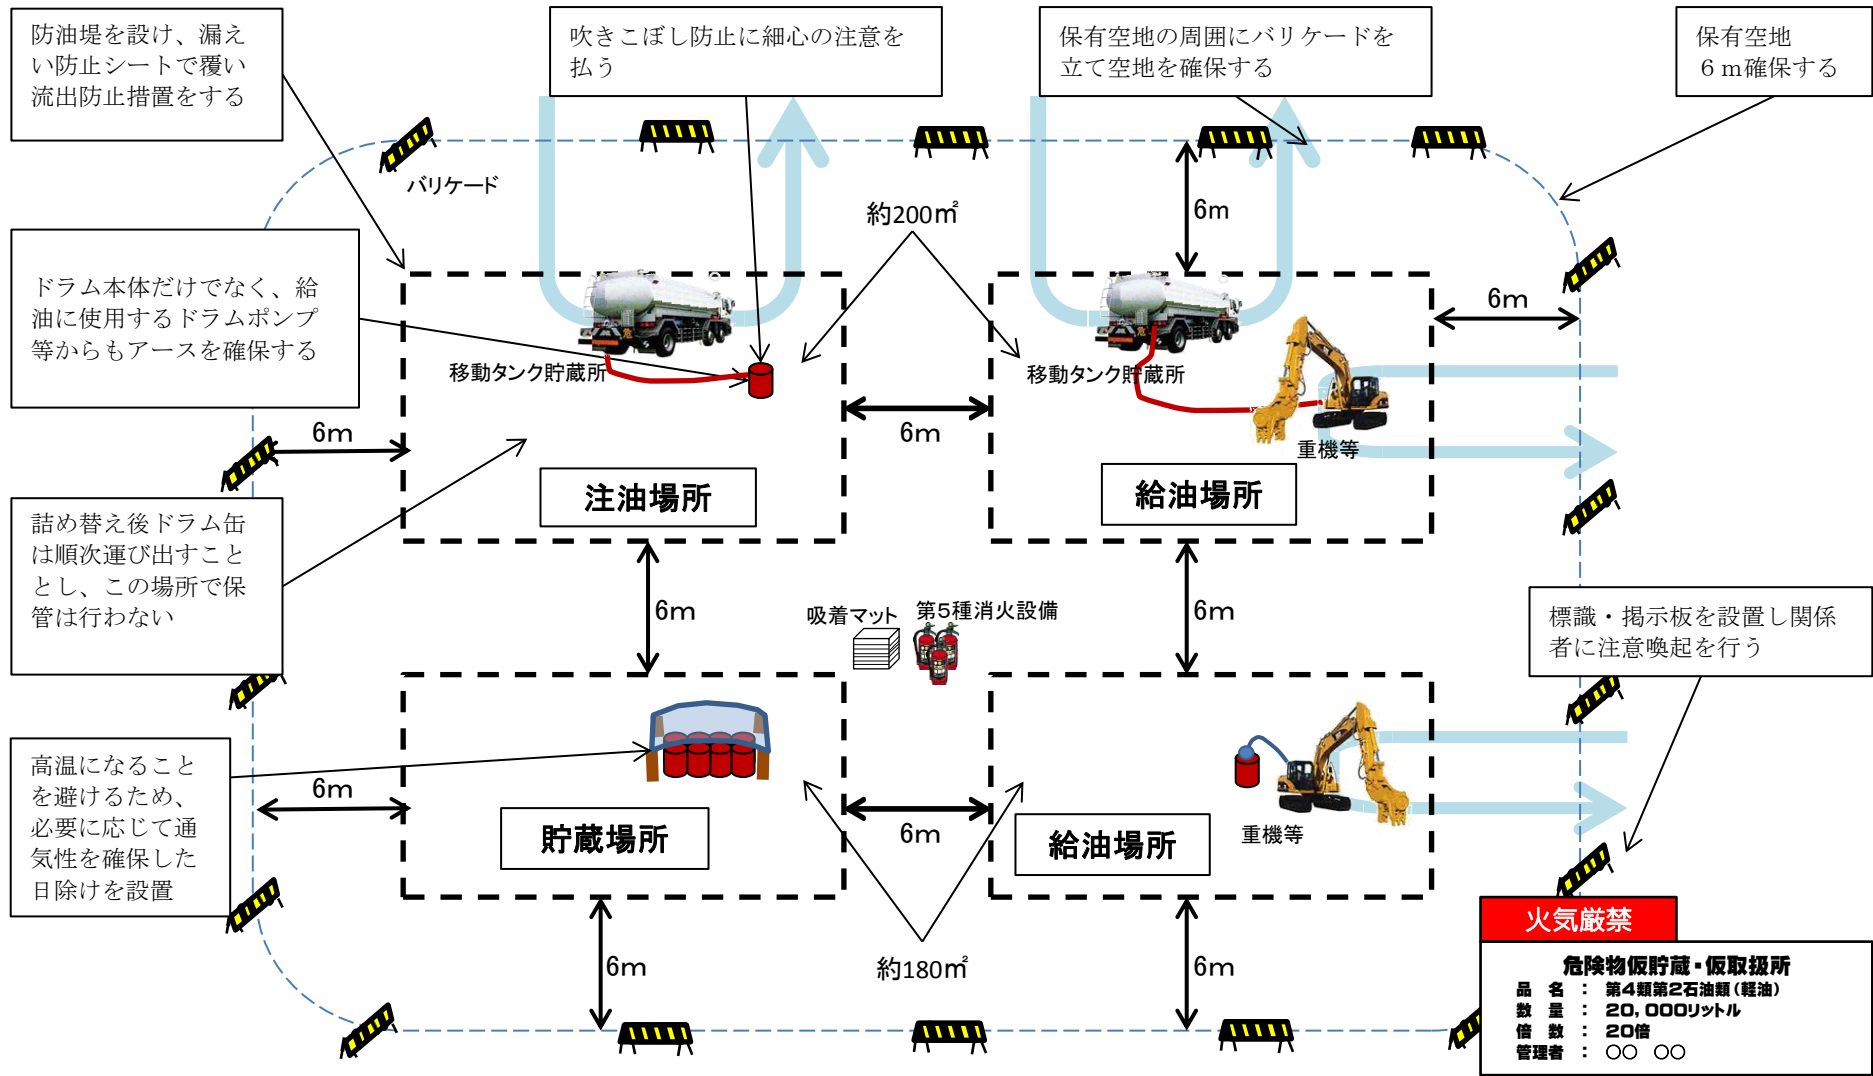 防油堤を設け、漏え
い防止シートで覆い
流出防止措置をする
吹きこぼし防止に細心の注意を
払う
保有空地の周囲にバリケードを
立て空地を確保する
保有空地
６ｍ確保する
バリケード
約200㎡
6m
ドラム本体だけでなく、給
油に使用するドラムポンプ
等からもアースを確保する
移動タンク貯蔵所
移動タンク貯蔵所
6m
6m
6m
重機等
注油場所
給油場所
詰め替え後ドラム缶
は順次運び出すこと
とし、この場所で保
管は行わない
6m
吸着マット
第5種消火設備
6m
標識・掲示板を設置し関係
者に注意喚起を行う
高温になること
を避けるため、
必要に応じて通
気性を確保した
日除けを設置
6m
貯蔵場所
6m
給油場所
重機等
6m
約180㎡
6m
火気厳禁
危険物仮貯蔵・仮取扱所
品　名　：　第4類第2石油類（軽油）
数　量　：　20,000リットル
倍　数　：　20倍
管理者　：　○○　○○